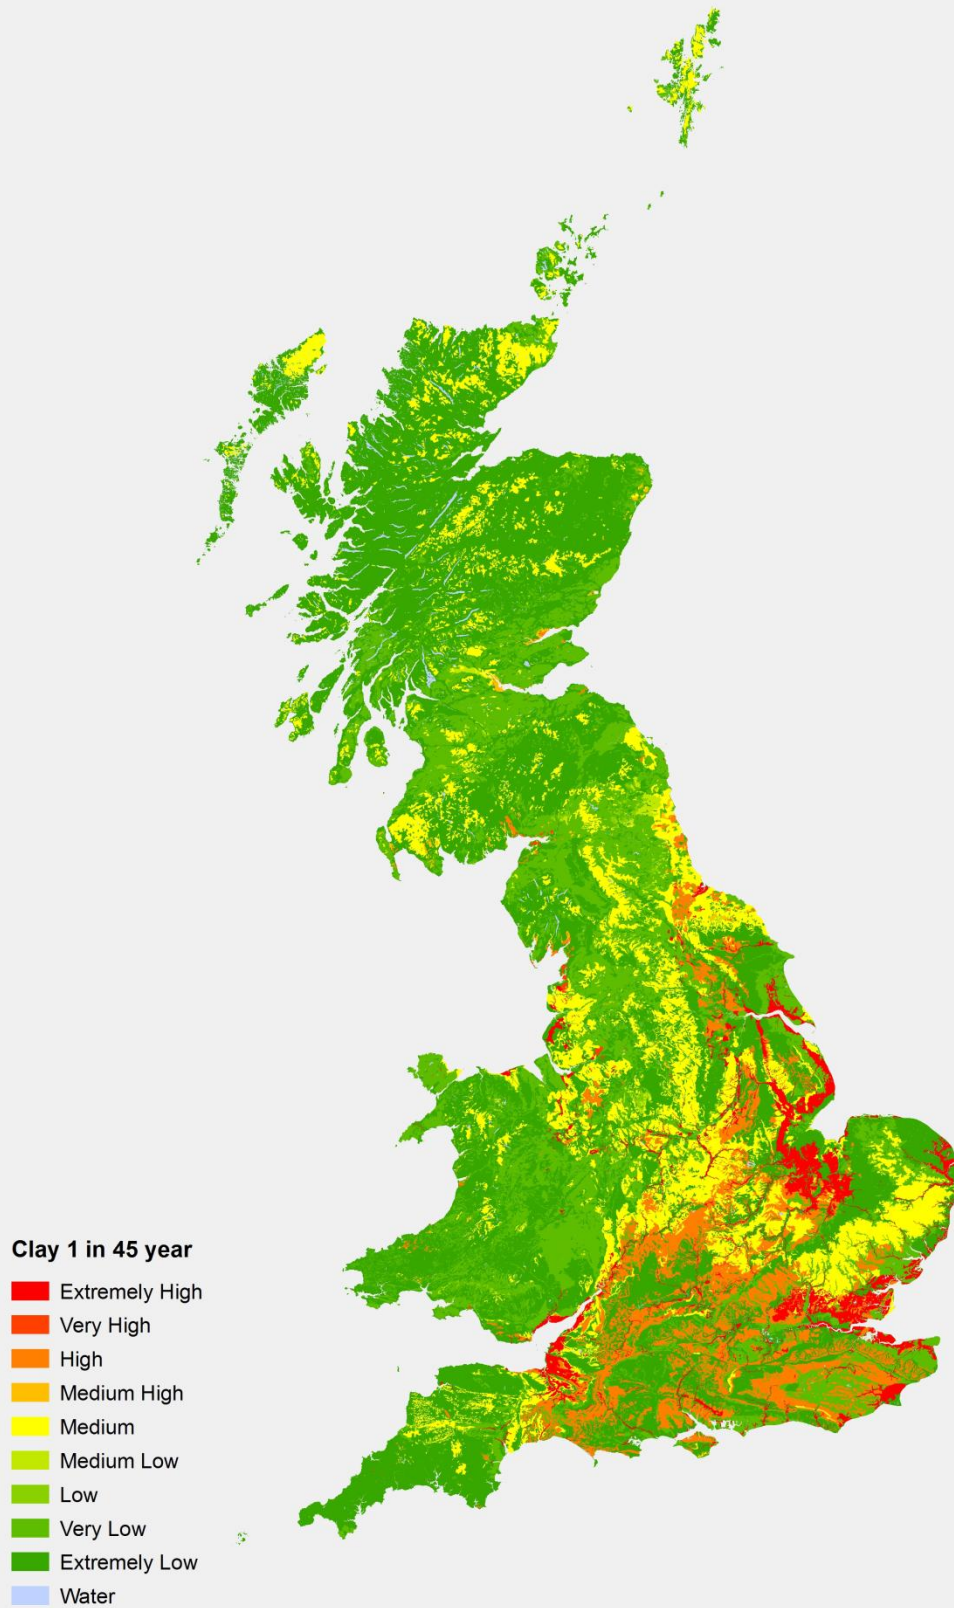 Clay 1 in 45 year
Extremely High
Very High
High
Medium High
Medium
Medium Low
Low
Very Low
Extremely Low
Water